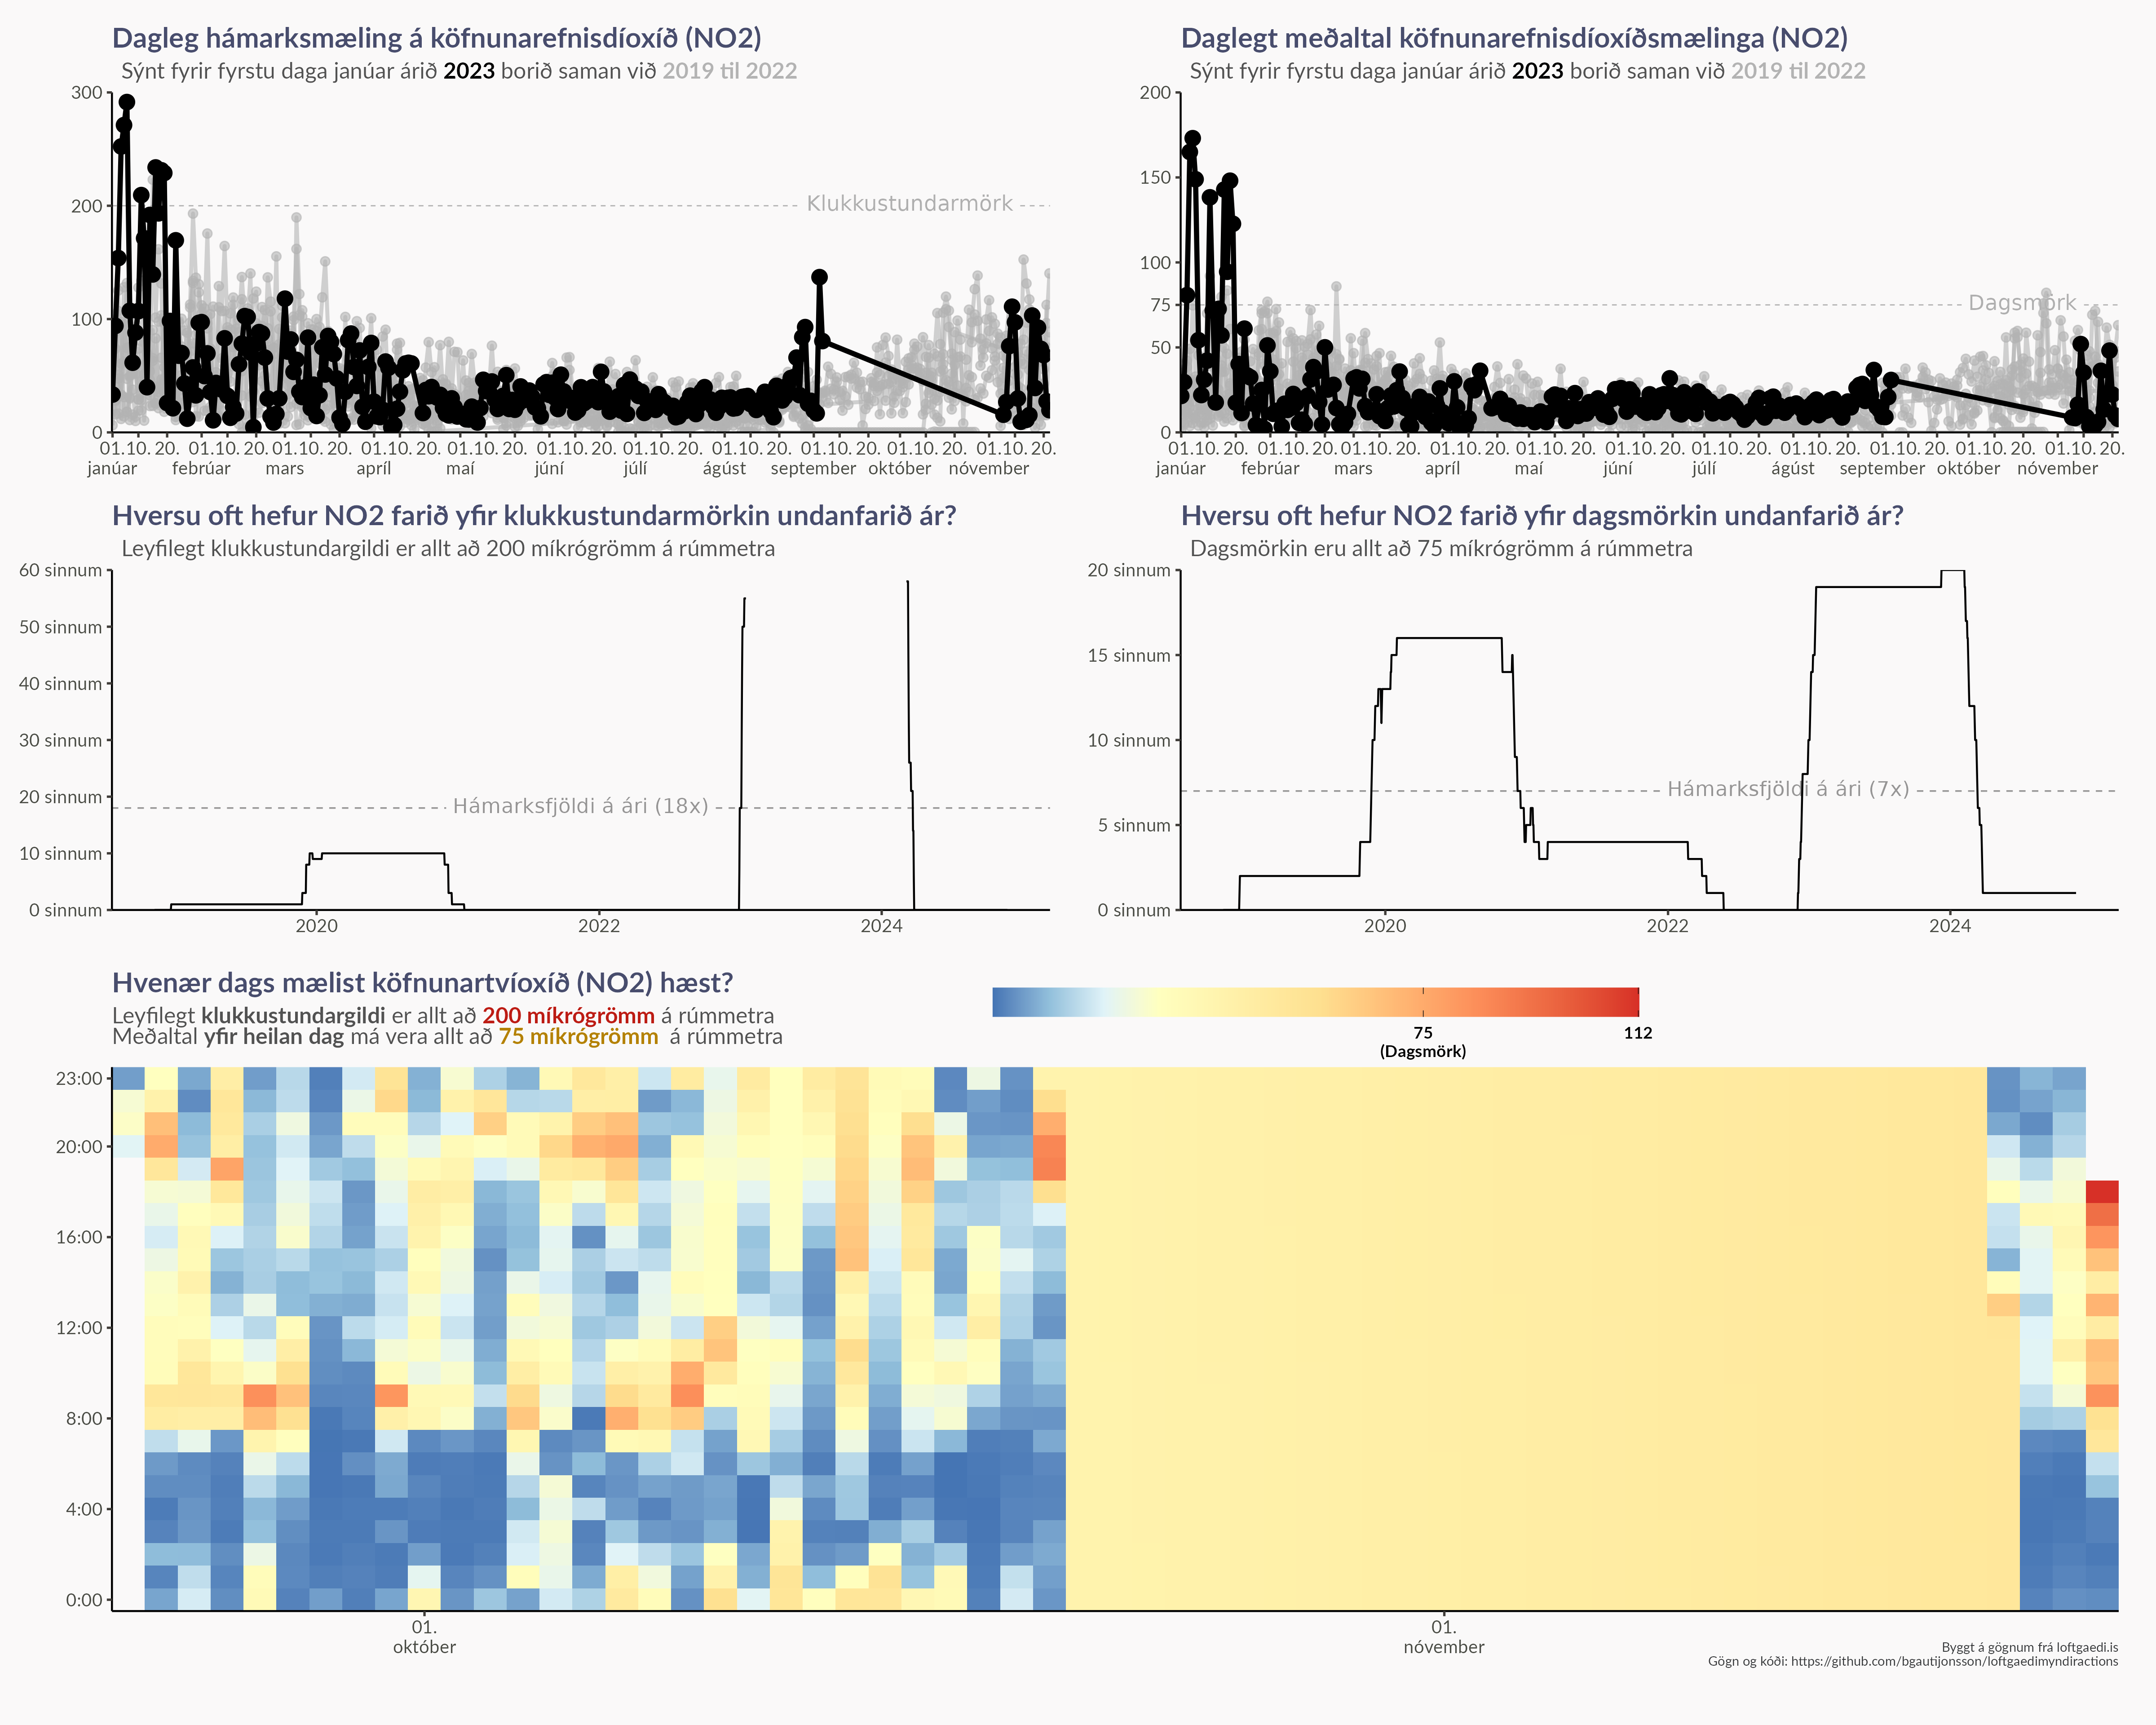 Dagleg hámarksmæling á köfnunarefnisdíoxíð (NO2)
Sýnt fyrir fyrstu daga janúar árið 2023 borið saman við 2019 til 2022
300
200
100
0
Klukkustundarmörk
01. 10. 20. 01. 10. 20. 01. 10. 20. 01. 10. 20. 01. 10. 20. 01. 10. 20. 01. 10. 20. 01. 10. 20. 01. 10. 20. 01. 10. 20. 01. 10. 20.
janúar febrúar mars apríl maí júní júlí ágúst september október nóvember
Daglegt meðaltal köfnunarefnisdíoxíðsmælinga (NO2)
Sýnt fyrir fyrstu daga janúar árið 2023 borið saman við 2019 til 2022
200
150
100
75
50
0
Dagsmörk
01. 10. 20. 01. 10. 20. 01. 10. 20. 01. 10. 20. 01. 10. 20. 01. 10. 20. 01. 10. 20. 01. 10. 20. 01. 10. 20. 01. 10. 20. 01. 10. 20.
janúar febrúar mars apríl maí júní júlí ágúst september október nóvember
Hversu oft hefur NO2 farið yfir klukkustundarmörkin undanfarið ár?
Leyfilegt klukkustundargildi er allt að 200 míkrógrömm á rúmmetra
60 sinnum
50 sinnum
40 sinnum
30 sinnum
20 sinnum
10 sinnum
0 sinnum
Hámarksfjöldi á ári (18x)
2020 2022 2024
Hversu oft hefur NO2 farið yfir dagsmörkin undanfarið ár?
Dagsmörkin eru allt að 75 míkrógrömm á rúmmetra
20 sinnum
15 sinnum
10 sinnum
5 sinnum
0 sinnum
Hámarksfjöldi á ári (7x)
2020 2022 2024
Hvenær dags mælist köfnunartvíoxíð (NO2) hæst?
Leyfilegt klukkustundargildi er allt að 200 míkrógrömm á rúmmetra
Meðaltal yfir heilan dag má vera allt að 75 míkrógrömm á rúmmetra
75 112
(Dagsmörk)
23:00
20:00
16:00
12:00
8:00
4:00
0:00
01. 01.
október nóvember
Byggt á gögnum frá loftgaedi.is
Gögn og kóði: https://github.com/bgautijonsson/loftgaedimyndiractions